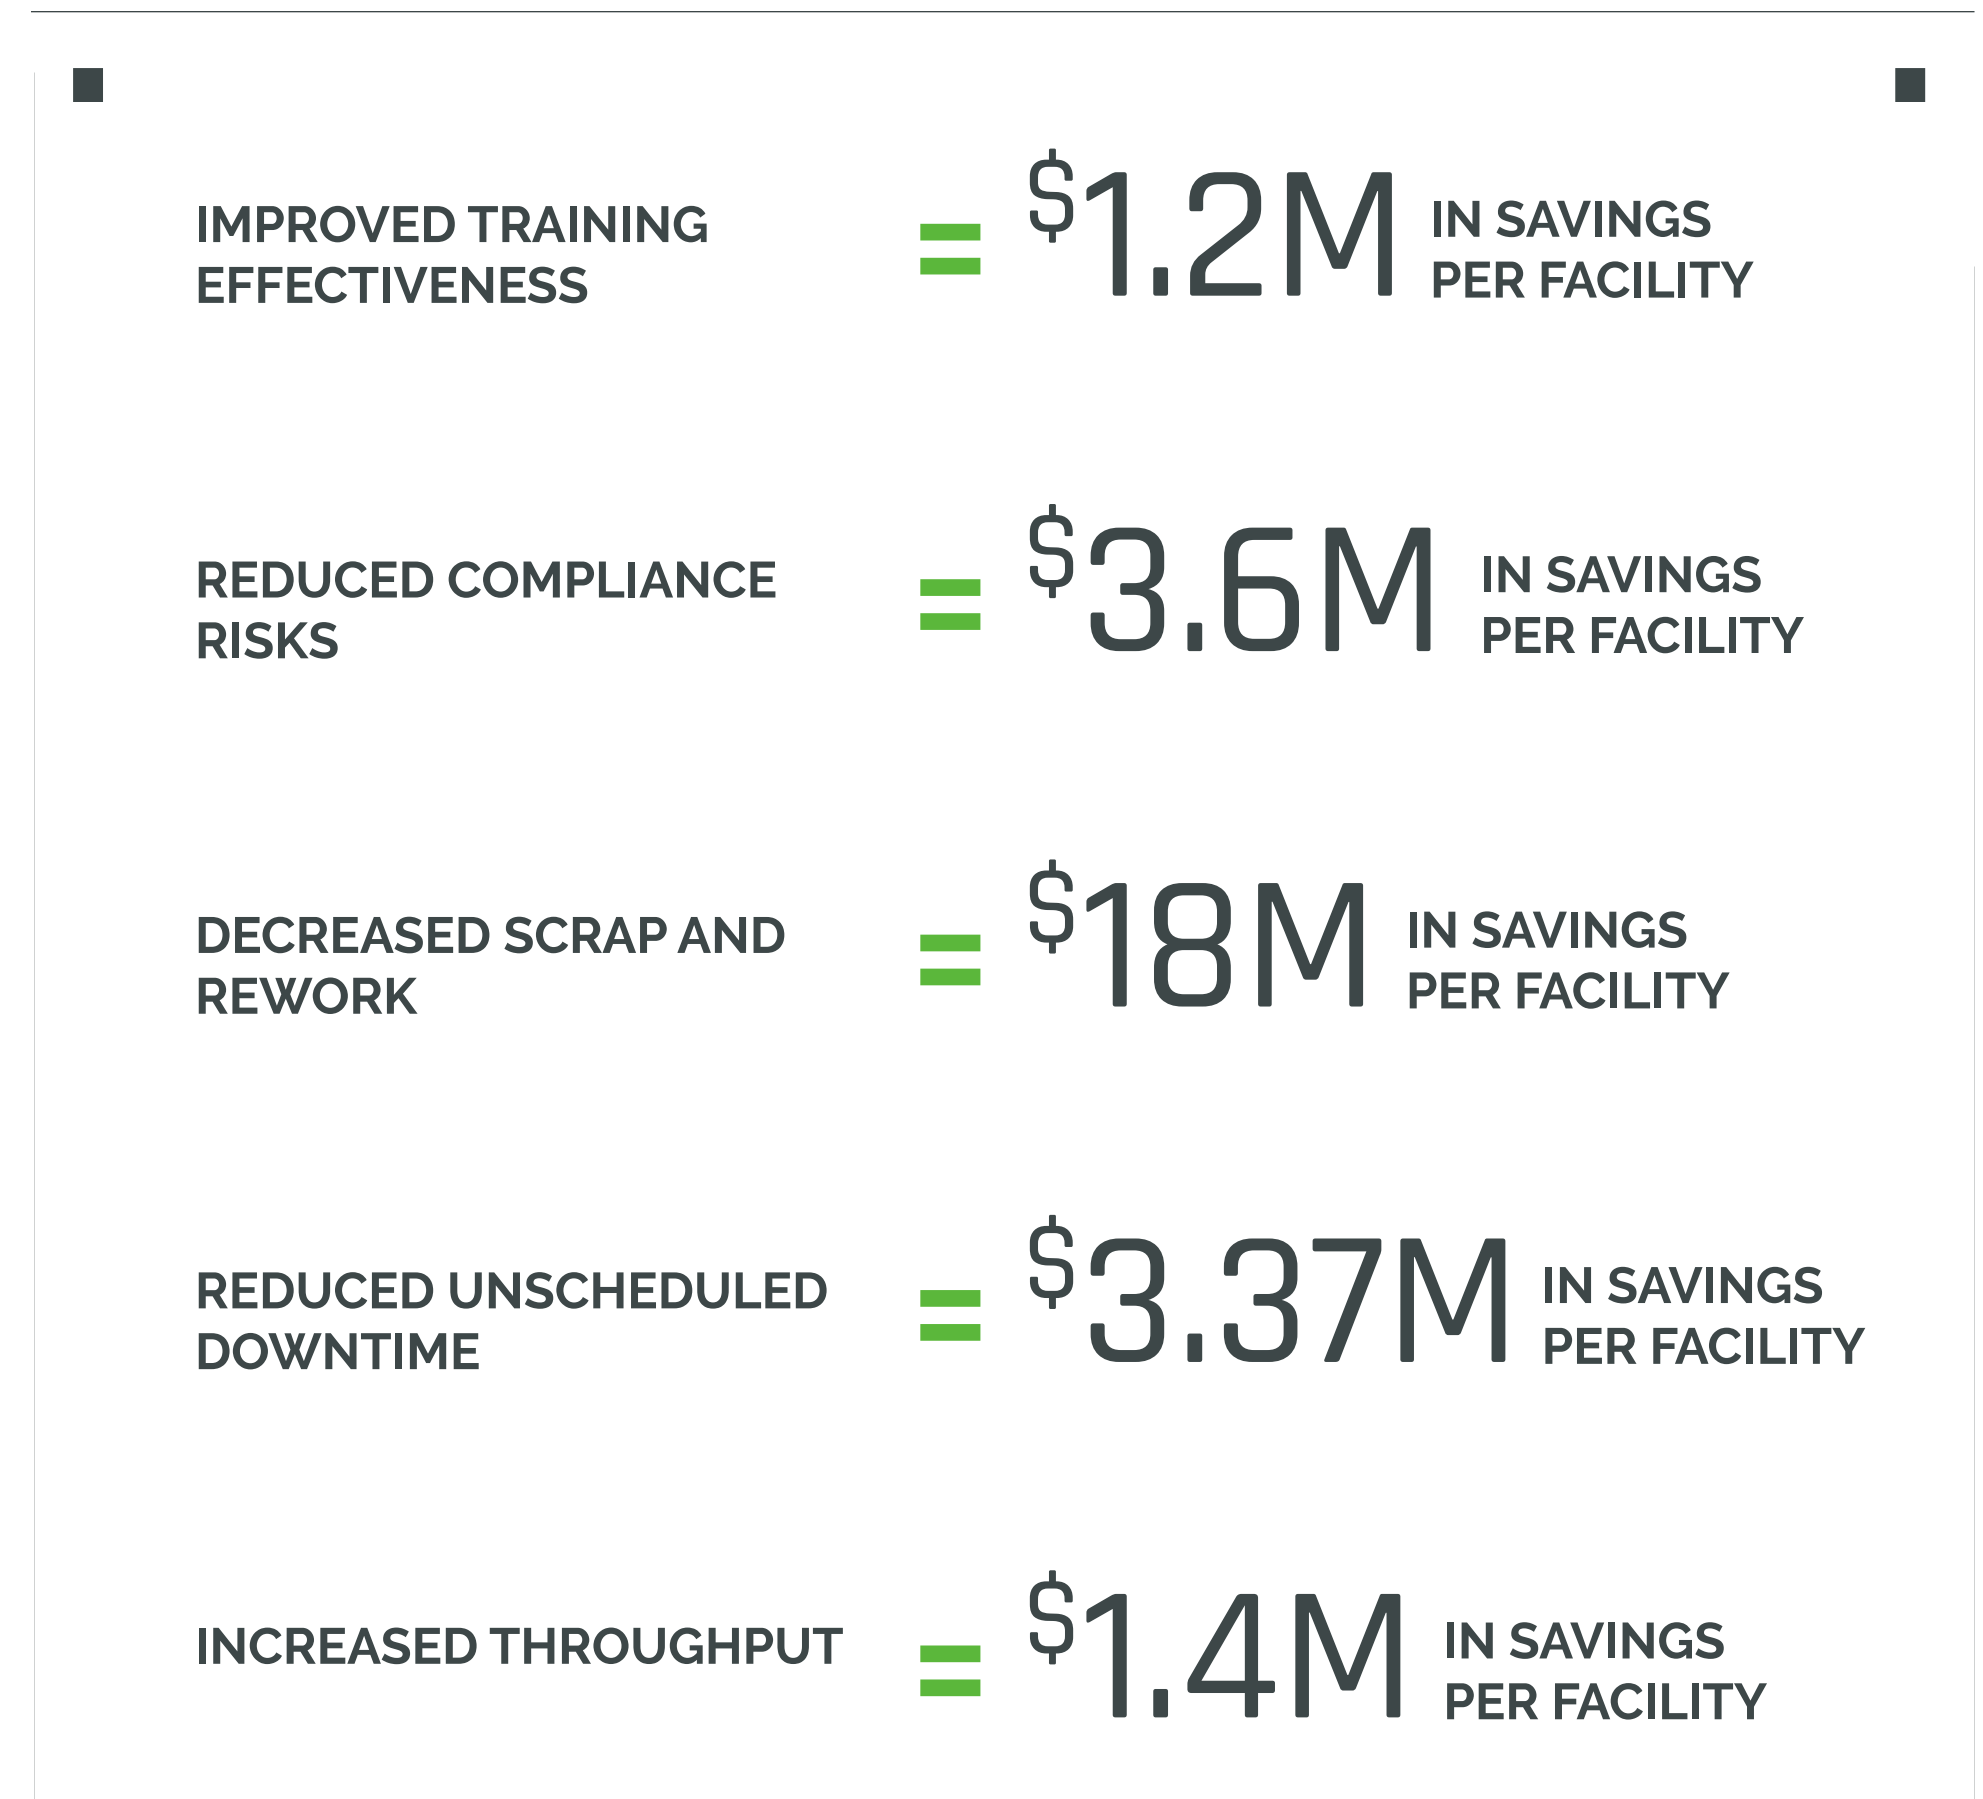 IMPROVED TRAINING
EFFECTIVENESS
= $1.2M
IN SAVINGS
PER FACILITY
REDUCED COMPLIANCE
RISKS
= $3.6M
IN SAVINGS
PER FACILITY
DECREASED SCRAP AND
REWORK
= $18M
IN SAVINGS
PER FACILITY
REDUCED UNSCHEDULED
DOWNTIME
= $3.37M
IN SAVINGS
PER FACILITY
INCREASED THROUGHPUT
= $1.4M
IN SAVINGS
PER FACILITY